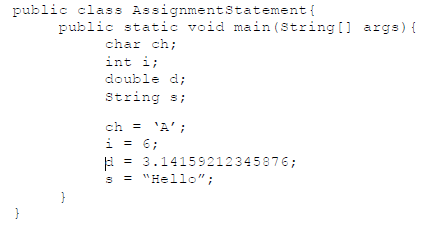 public class AssignmentStatement{
public static void main(String[] args){
char ch;
int i;
double d;
String s;
ch = ‘A’;
i = 6;
d = 3.14159212345876;
s = “Hello”;
}
}